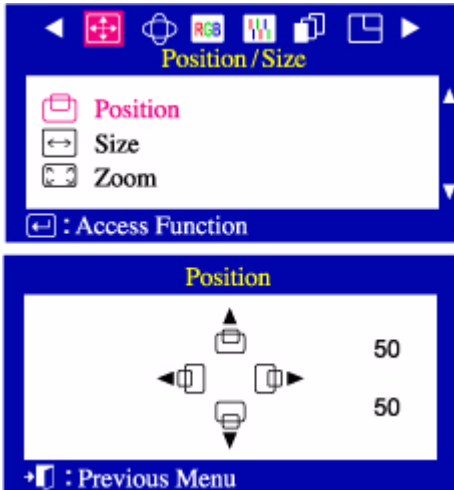 RGB
Position/Size
Position
Size
Zoom
: Access Function
Position
50
50
: Previous Menu